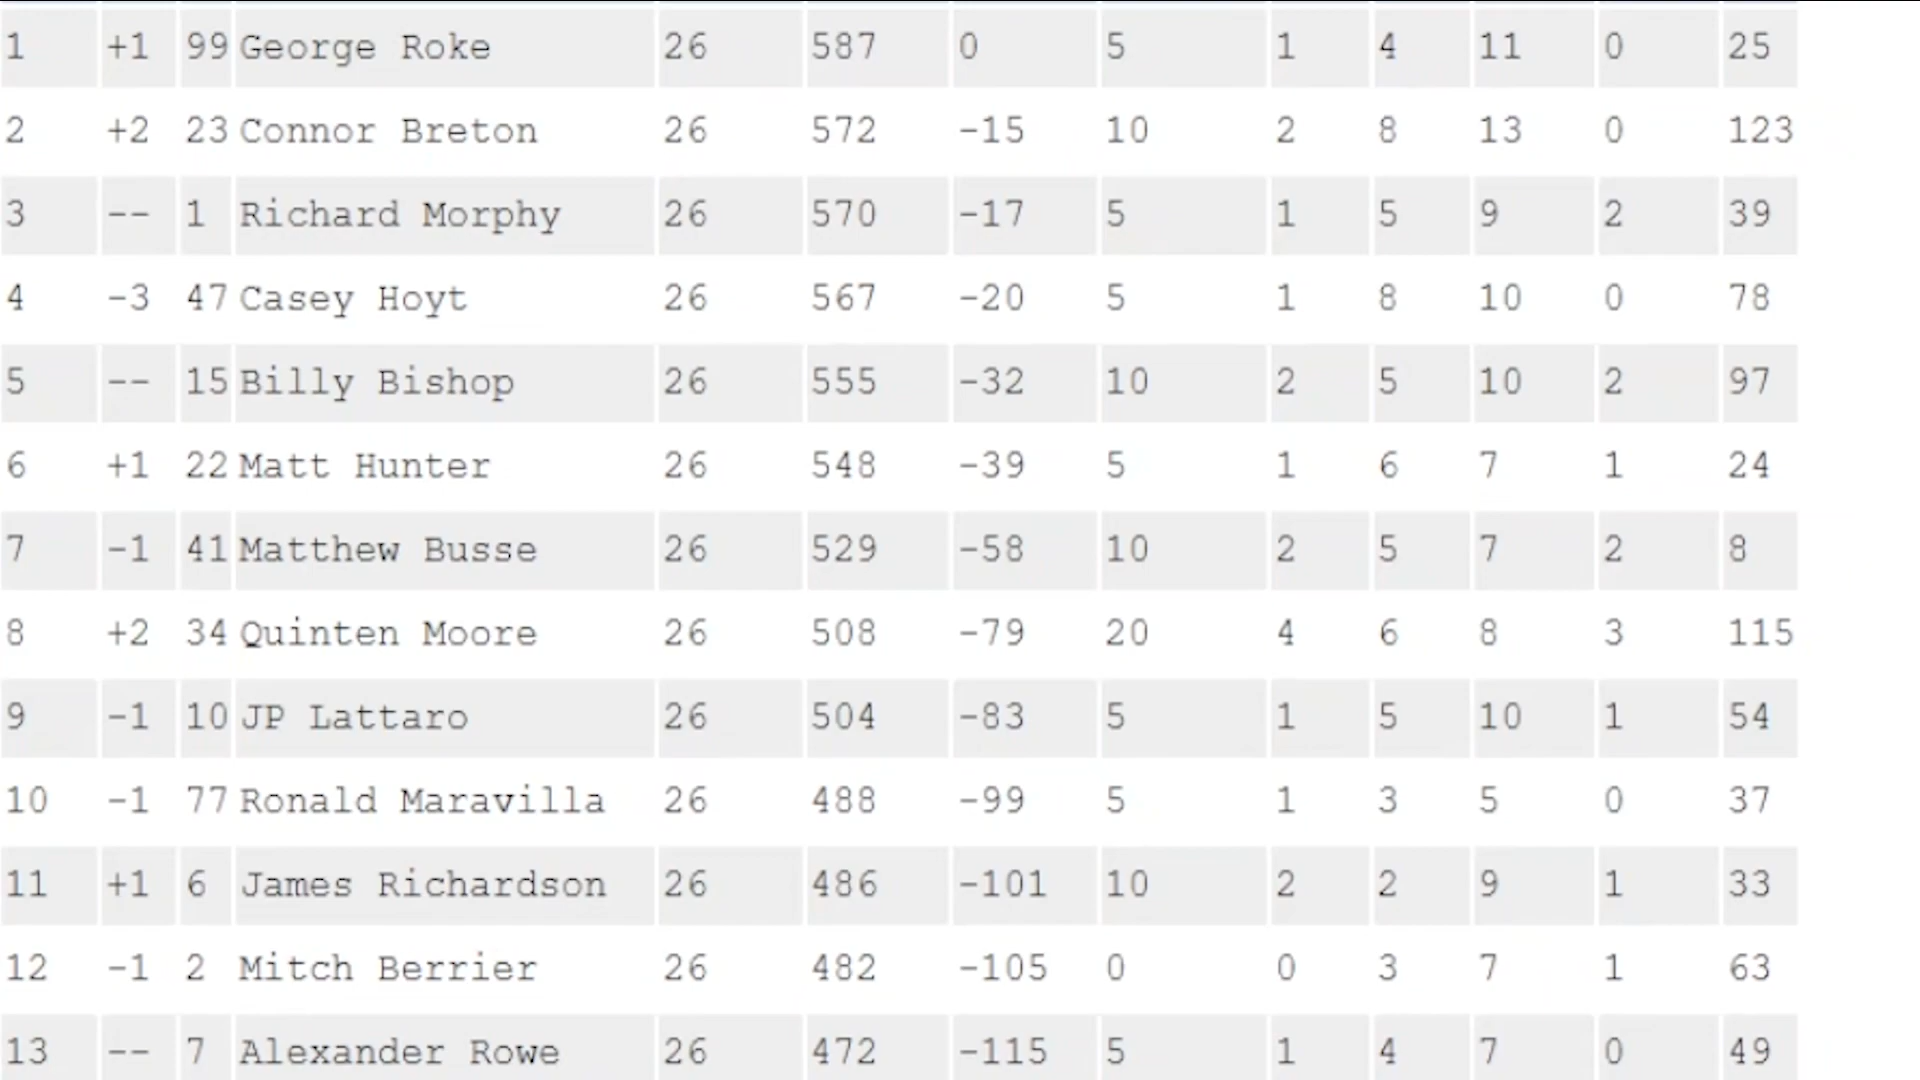 1 +1 99 George Roke 26 587 0 5 1 4 11 0 25
2 +2 23 Connor Breton 26 572 -15 10 2 8 13 0 123
3 -- 1 Richard Morphy 26 570 -17 5 1 5 9 2 39
4 -3 47 Casey Hoyt 26 567 -20 5 1 8 10 0 78
5 -- 15 Billy Bishop 26 555 -32 10 2 5 10 2 97
6 +1 22 Matt Hunter 26 548 -39 5 1 6 7 1 24
7 -1 41 Matthew Busse 26 529 -58 10 2 5 7 2 8
8 +2 34 Quinten Moore 26 508 -79 20 4 6 8 3 115
9 -1 10 JP Lattaro 26 504 -83 5 1 5 10 1 54
10 -1 77 Ronald Maravilla 26 488 -99 5 1 3 5 0 37
11 +1 6 James Richardson 26 486 -101 10 2 2 9 1 33
12 -1 2 Mitch Berrier 26 482 -105 0 0 3 7 1 63
13 -- 7 Alexander Rowe 26 472 -115 5 1 4 7 0 49